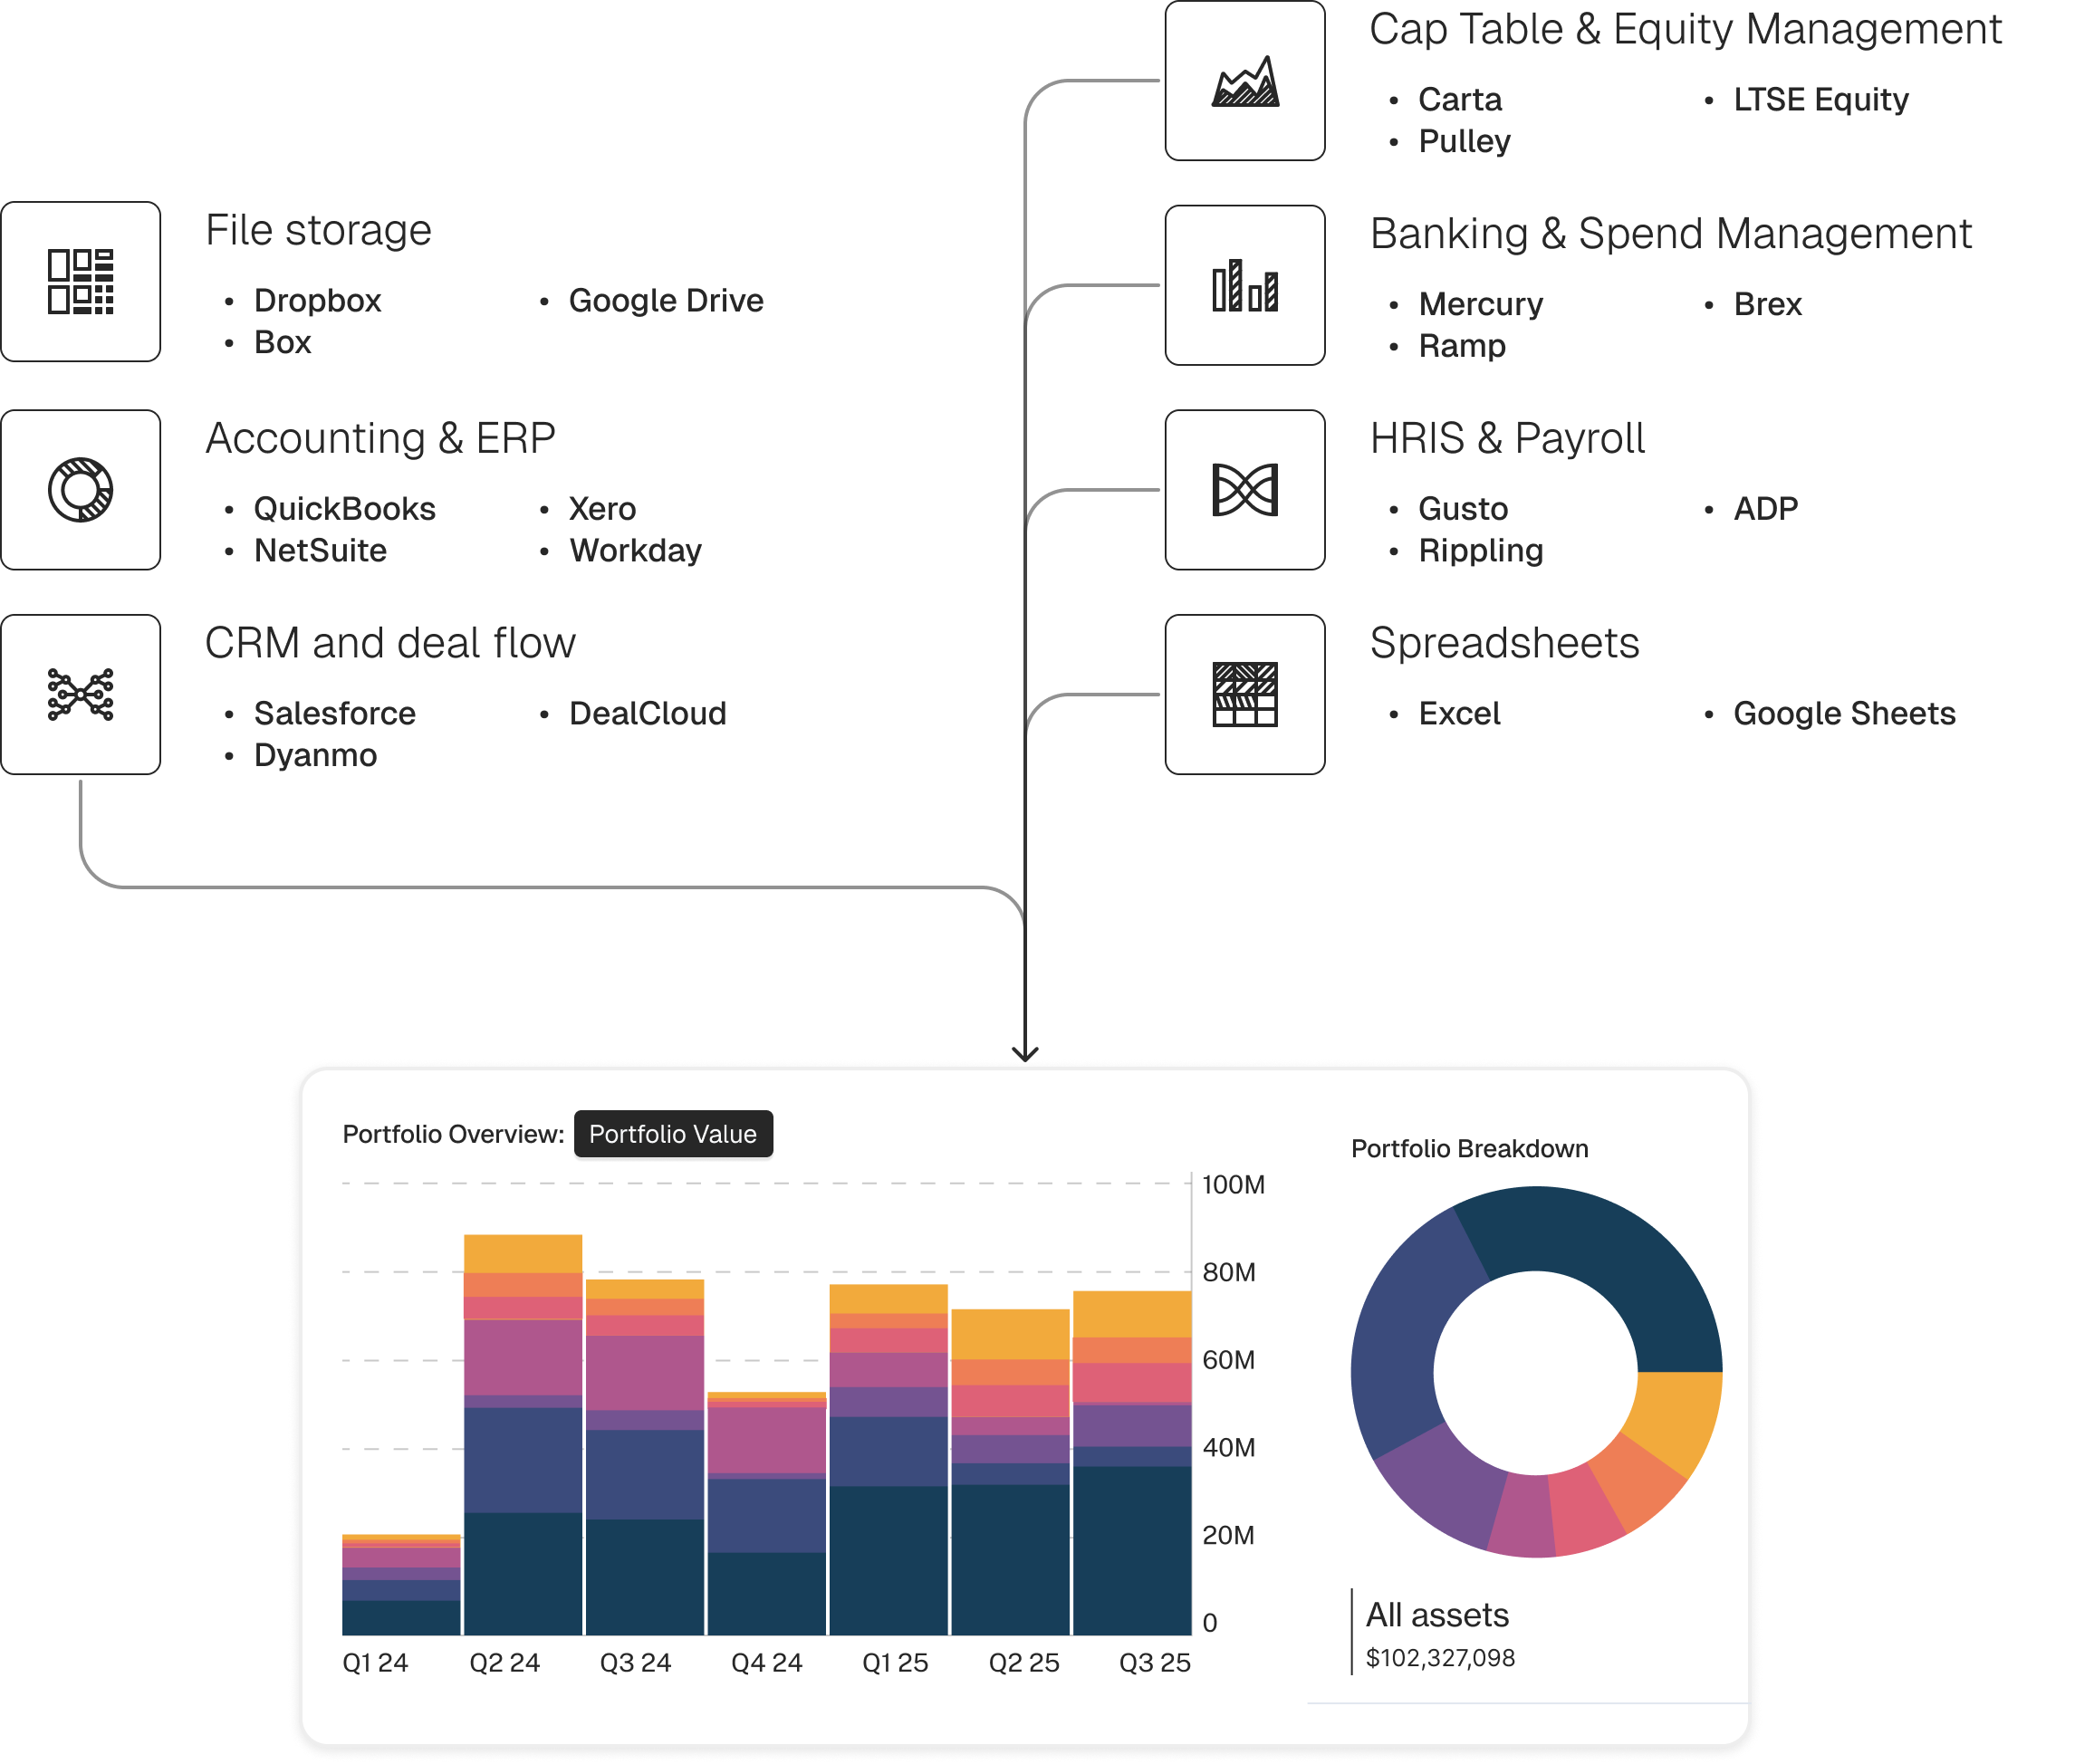 File storage
Dropbox
Google Drive
Box
Accounting & ERP
QuickBooks
Xero
NetSuite
Workday
CRM and deal flow
Salesforce
DealCloud
Dyanmo
Cap Table & Equity Management
Carta
LTSE Equity
Pulley
Banking & Spend Management
Mercury
Brex
Ramp
HRIS & Payroll
Gusto
ADP
Rippling
Spreadsheets
Excel
Google Sheets
Portfolio Overview: Portfolio Value
100M
80M
60M
40M
20M
0
Q1 24 Q2 24 Q3 24 Q4 24 Q1 25 Q2 25 Q3 25
Portfolio Breakdown
All assets
$102,327,098